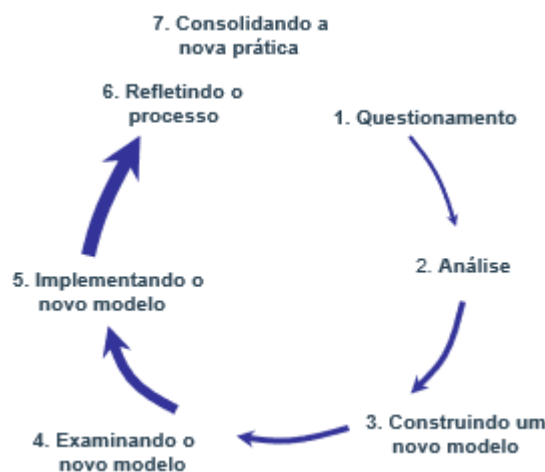 7. Consolidando a
nova prática
6. Refletindo o
processo
1. Questionamento
2. Análise
5. Implementando o
novo modelo
3. Construindo um
novo modelo
4. Examinando o
novo modelo